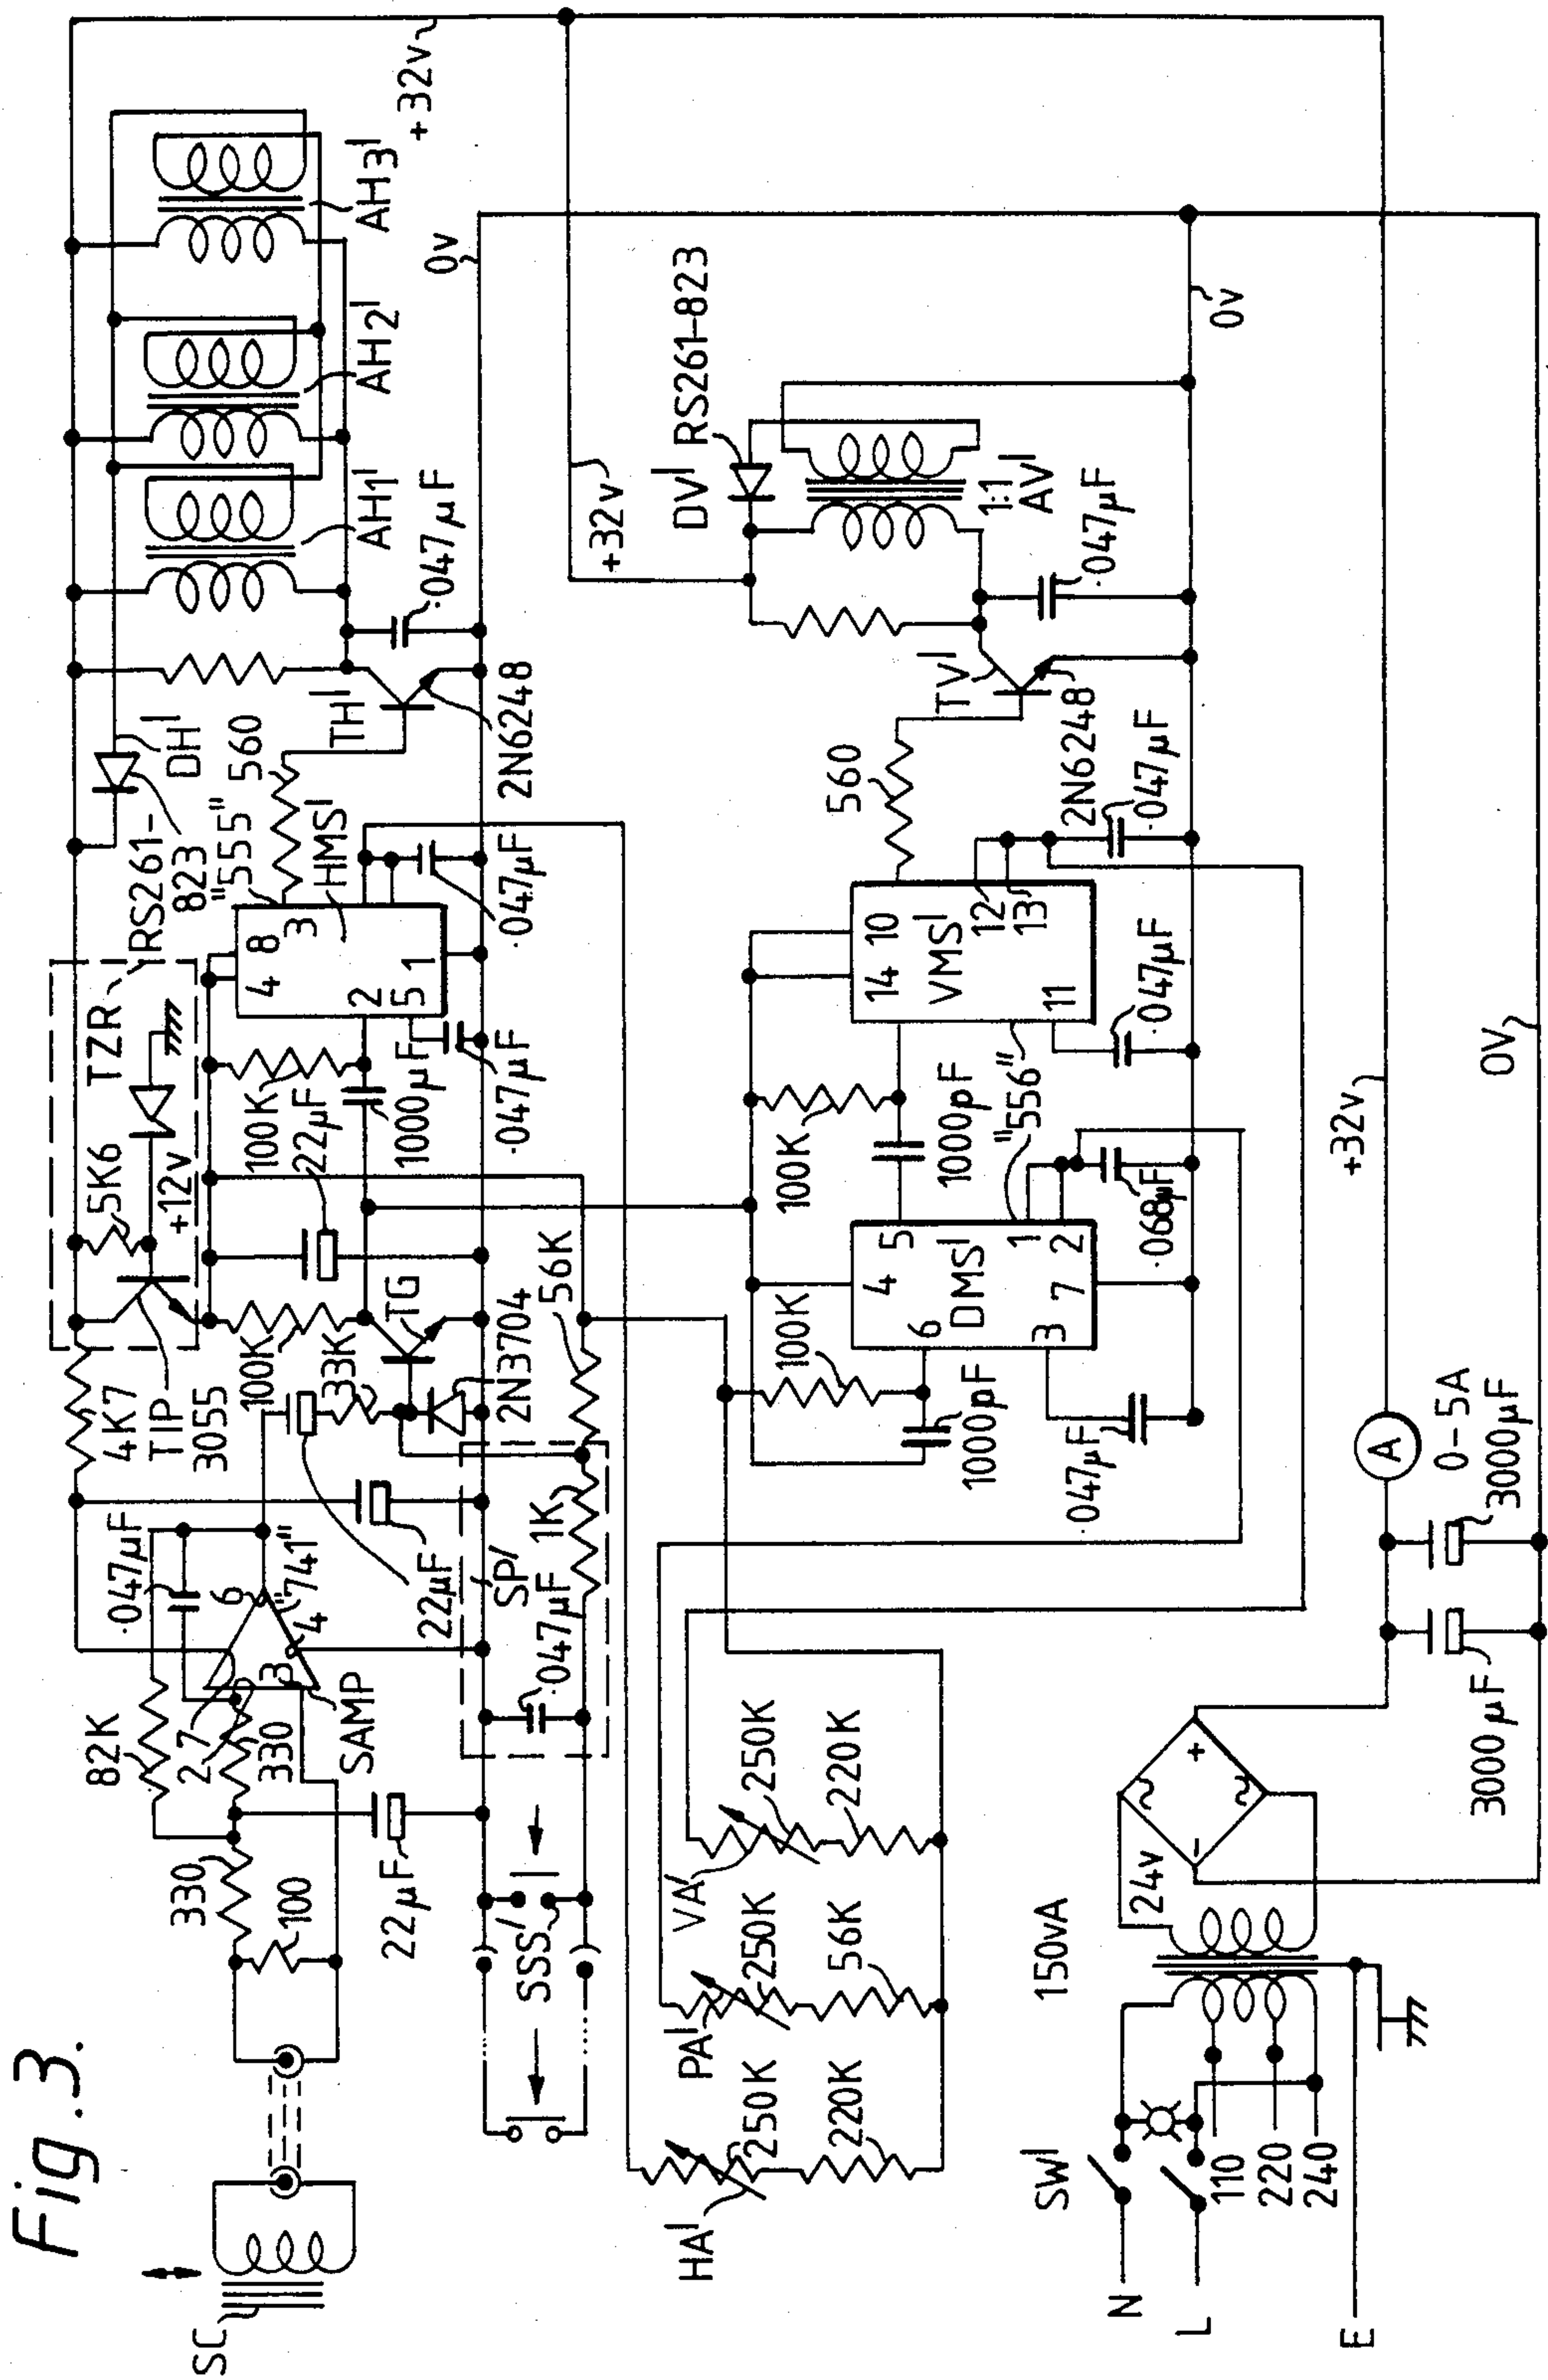 Fig.3.
SC
330
100
82K
2
7
330
3
SAMP
·047µF
6
4
"741"
22µF
22µF
4K7
TIP
3055
5K6
+12v
TZR
RS261-
823
100K
33K
TG
2N3704
22µF
100K
1000µF
·047µF
"555"
4
8
3
2
5
1
HMS'
·047µF
560
DH'
TH'
2N6248
·047µF
AH1'
AH2'
AH3'
+32v
0v
SSS'
SP'
·047µF
1K
56K
HA'
250K
220K
PA'
250K
56K
VA'
250K
220K
100K
1000pF
·047µF
4
5
6
DMS'
1
3
7
2
·068µF
100K
1000pF
"556"
14
10
VMS'
12
13
11
·047µF
·047µF
560
TV'
2N6248
+32v
DV'
RS261-823
1:1
AV'
·047µF
0v
SW'
N
L
E
110
220
240
150vA
24v
~
+
-
~
3000µF
3000µF
A
0-5A
+32v
0V